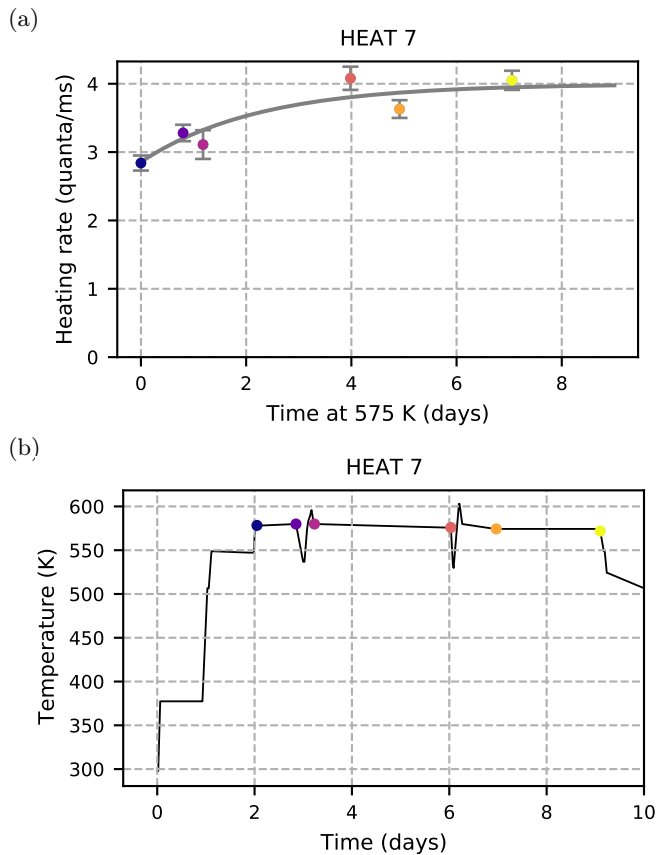 (a)
HEAT 7
Heating rate (quanta/ms)
4
3
2
1
0
0 2 4 6 8
Time at 575 K (days)
(b)
HEAT 7
Temperature (K)
600
550
500
450
400
350
300
0 2 4 6 8 10
Time (days)